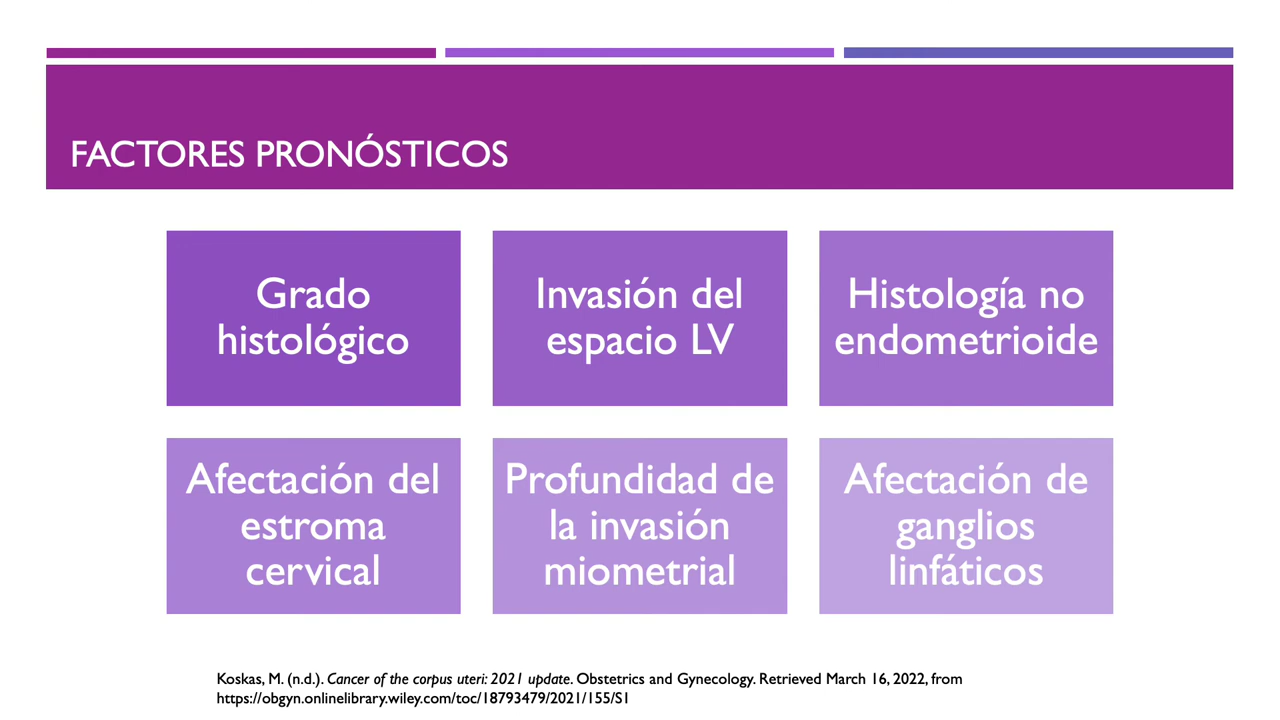 FACTORES PRONÓSTICOS
Grado
histológico
Invasión del
espacio LV
Histología no
endometrioide
Afectación del
estroma
cervical
Profundidad de
la invasión
miometrial
Afectación de
ganglios
linfáticos
Koskas, M. (n.d.). Cancer of the corpus uteri: 2021 update. Obstetrics and Gynecology. Retrieved March 16, 2022, from
https://obgyn.onlinelibrary.wiley.com/toc/18793479/2021/155/S1